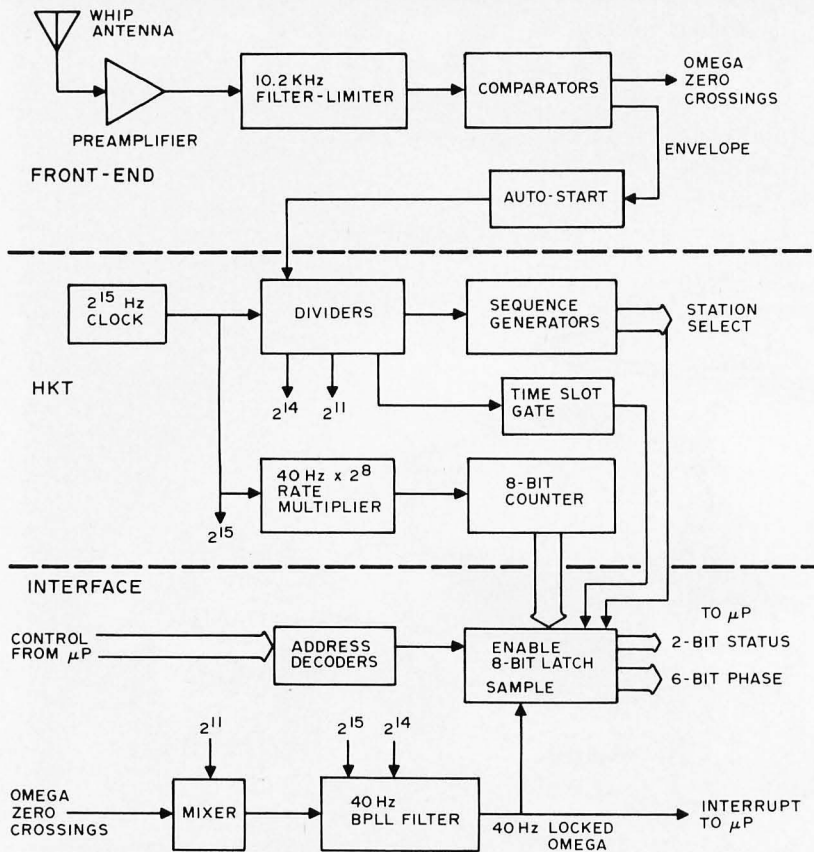 WHIP
ANTENNA
PREAMPLIFIER
10.2 KHz
FILTER-LIMITER
COMPARATORS
OMEGA
ZERO
CROSSINGS
ENVELOPE
FRONT-END
AUTO-START
2¹⁵ Hz
CLOCK
DIVIDERS
SEQUENCE
GENERATORS
STATION
SELECT
HKT
2¹⁴
2¹¹
TIME SLOT
GATE
2¹⁵
40 Hz x 2⁸
RATE
MULTIPLIER
8-BIT
COUNTER
INTERFACE
CONTROL
FROM μP
ADDRESS
DECODERS
ENABLE
8-BIT LATCH
SAMPLE
TO μP
2-BIT STATUS
6-BIT PHASE
2¹¹
2¹⁵
2¹⁴
OMEGA
ZERO
CROSSINGS
MIXER
40 Hz
BPLL FILTER
40 Hz LOCKED
OMEGA
INTERRUPT
TO μP